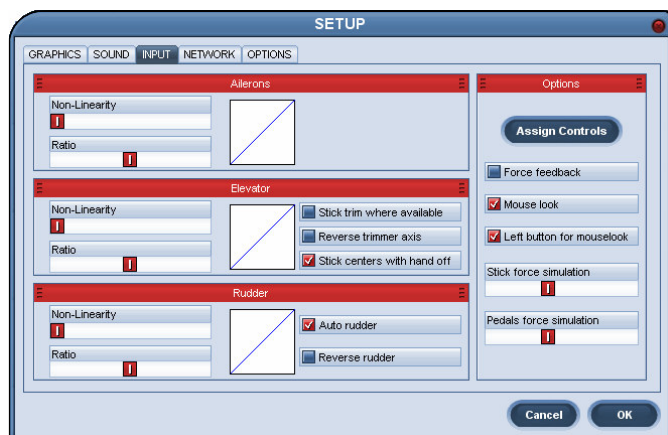 SETUP
GRAPHICS SOUND INPUT NETWORK OPTIONS
Ailerons
Non-Linearity
Ratio
Elevator
Non-Linearity
Ratio
Stick trim where available
Reverse trimmer axis
Stick centers with hand off
Rudder
Non-Linearity
Ratio
Auto rudder
Reverse rudder
Options
Assign Controls
Force feedback
Mouse look
Left button for mouselook
Stick force simulation
Pedals force simulation
Cancel OK